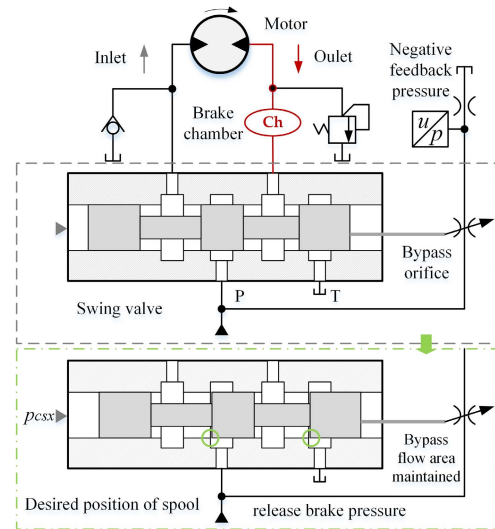 Motor
Inlet
Oulet
Negative
feedback
pressure
Brake
chamber
Ch
u/p
Bypass
orifice
P
T
Swing valve
pcsx
Bypass
flow area
maintained
Desired position of spool
release brake pressure